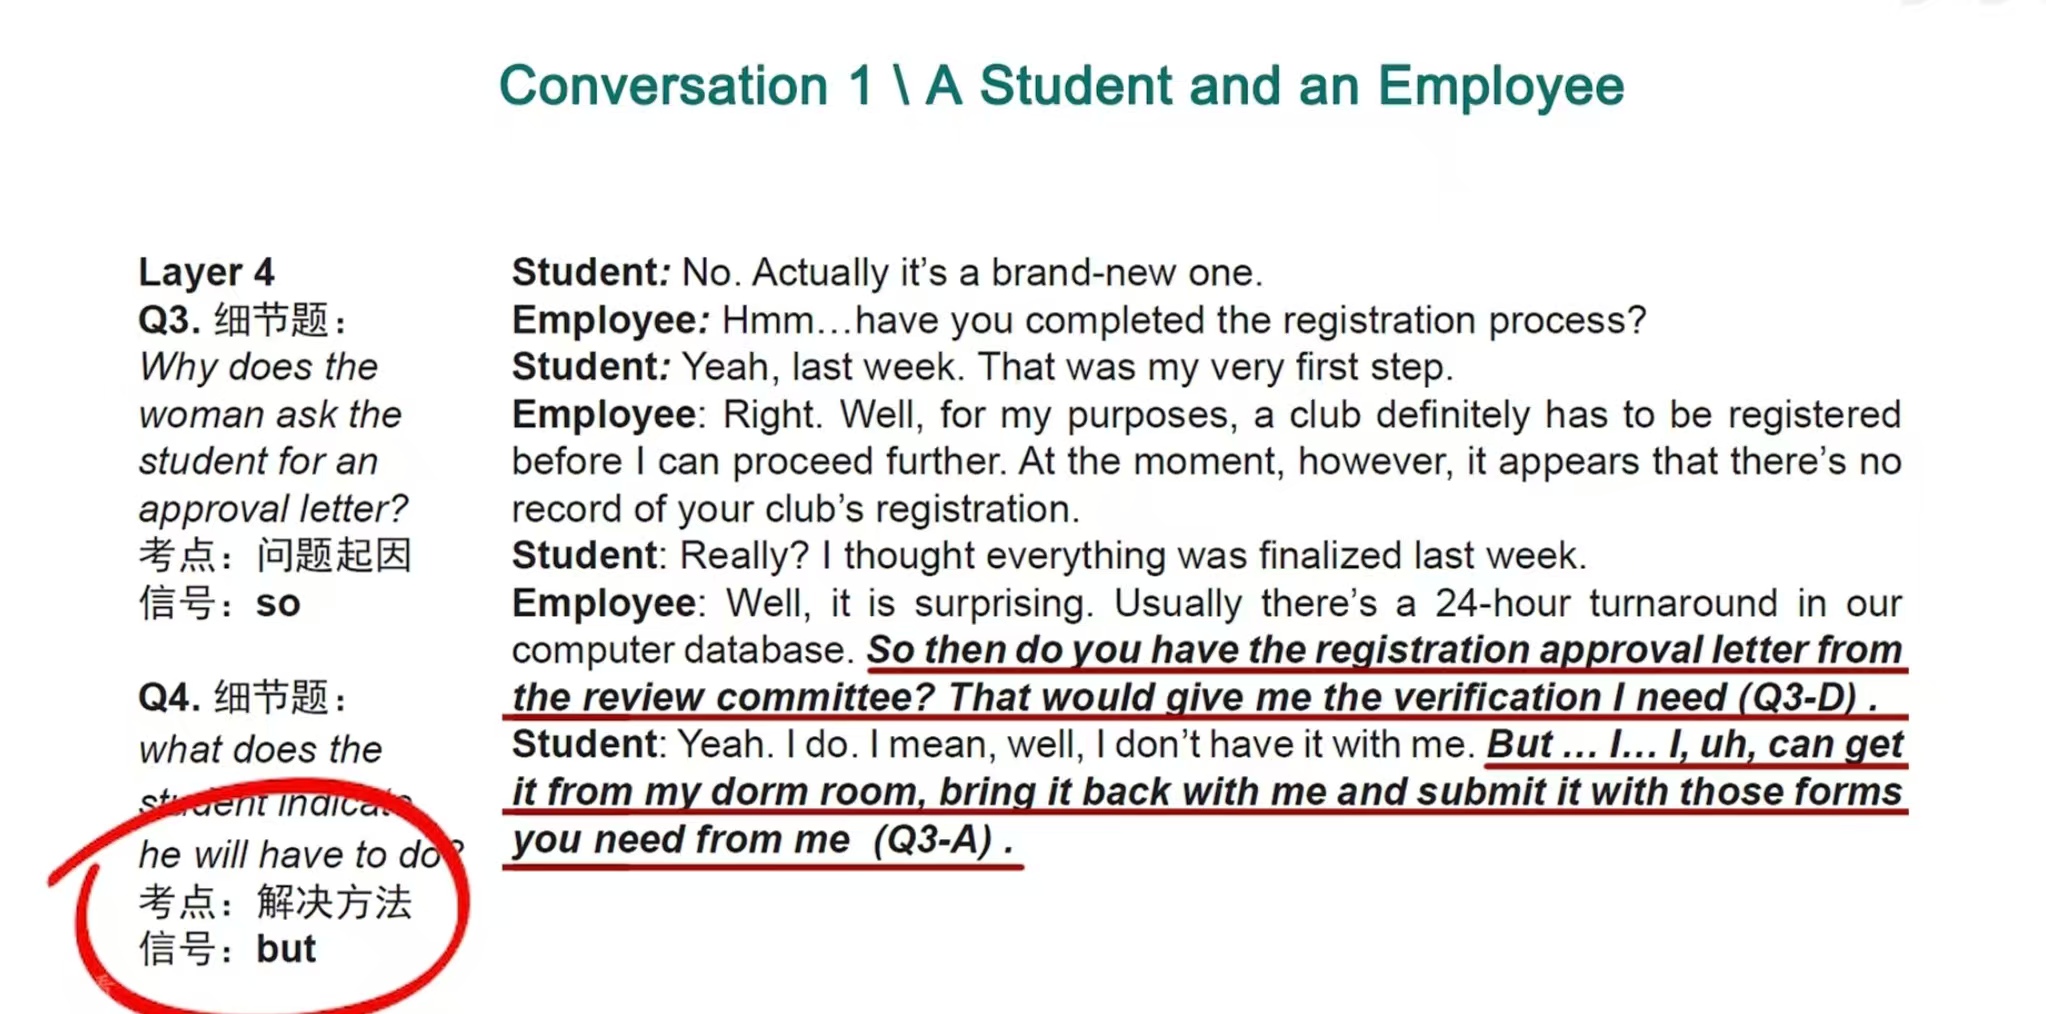 Conversation 1 \ A Student and an Employee
Layer 4
Q3. 细节题：
Why does the
woman ask the
student for an
approval letter?
考点：问题起因
信号：so
Q4. 细节题：
what does the
student indicate
he will have to do?
考点：解决方法
信号：but
Student: No. Actually it’s a brand-new one.
Employee: Hmm…have you completed the registration process?
Student: Yeah, last week. That was my very first step.
Employee: Right. Well, for my purposes, a club definitely has to be registered
before I can proceed further. At the moment, however, it appears that there’s no
record of your club’s registration.
Student: Really? I thought everything was finalized last week.
Employee: Well, it is surprising. Usually there’s a 24-hour turnaround in our
computer database. So then do you have the registration approval letter from
the review committee? That would give me the verification I need (Q3-D) .
Student: Yeah. I do. I mean, well, I don’t have it with me. But ... I... I, uh, can get
it from my dorm room, bring it back with me and submit it with those forms
you need from me (Q3-A) .